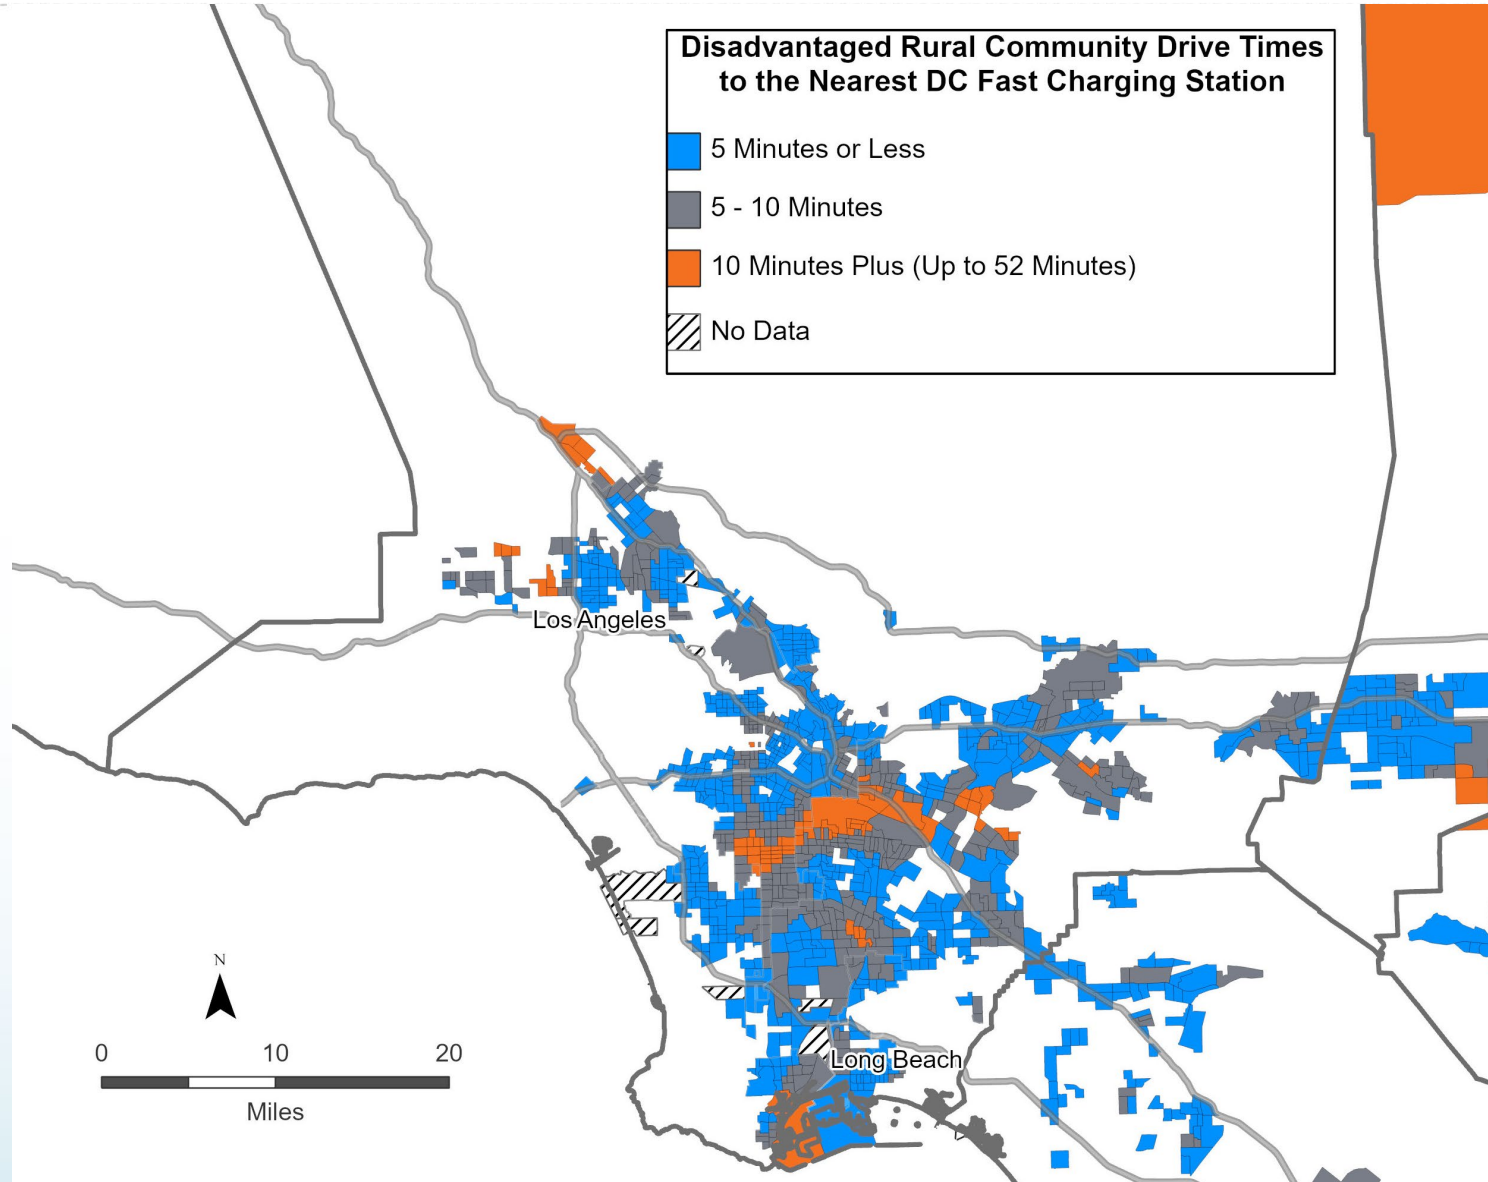 Disadvantaged Rural Community Drive Times
to the Nearest DC Fast Charging Station
5 Minutes or Less
5 - 10 Minutes
10 Minutes Plus (Up to 52 Minutes)
No Data
Los Angeles
N
0 10 20
Miles
Long Beach